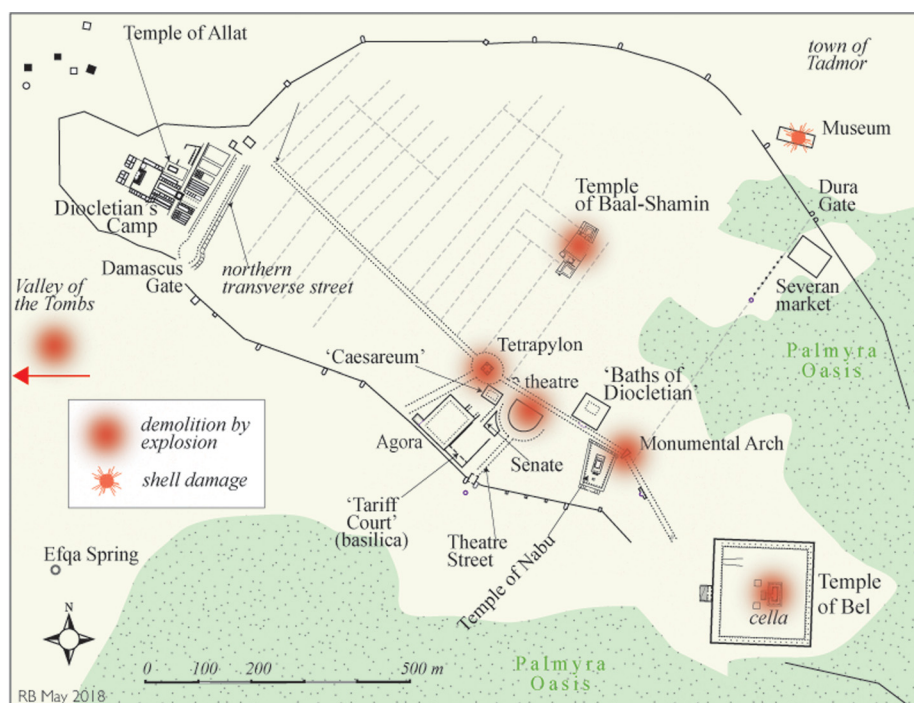 Temple of Allat
town of
Tadmor
Museum
Temple
of Baal-Shamin
Dura
Gate
Diocletian's
Camp
Damascus
Gate
northern
transverse street
Severan
market
Valley of
the Tombs
Palmyra
Oasis
'Caesareum'
Tetrapylon
theatre
'Baths of
Diocletian'
demolition by
explosion
shell damage
Agora
Senate
Monumental Arch
'Tariff
Court'
(basilica)
Theatre
Street
Temple of Nabu
Efqa Spring
Temple
of Bel
cella
N
0 100 200 500 m
Palmyra
Oasis
RB May 2018